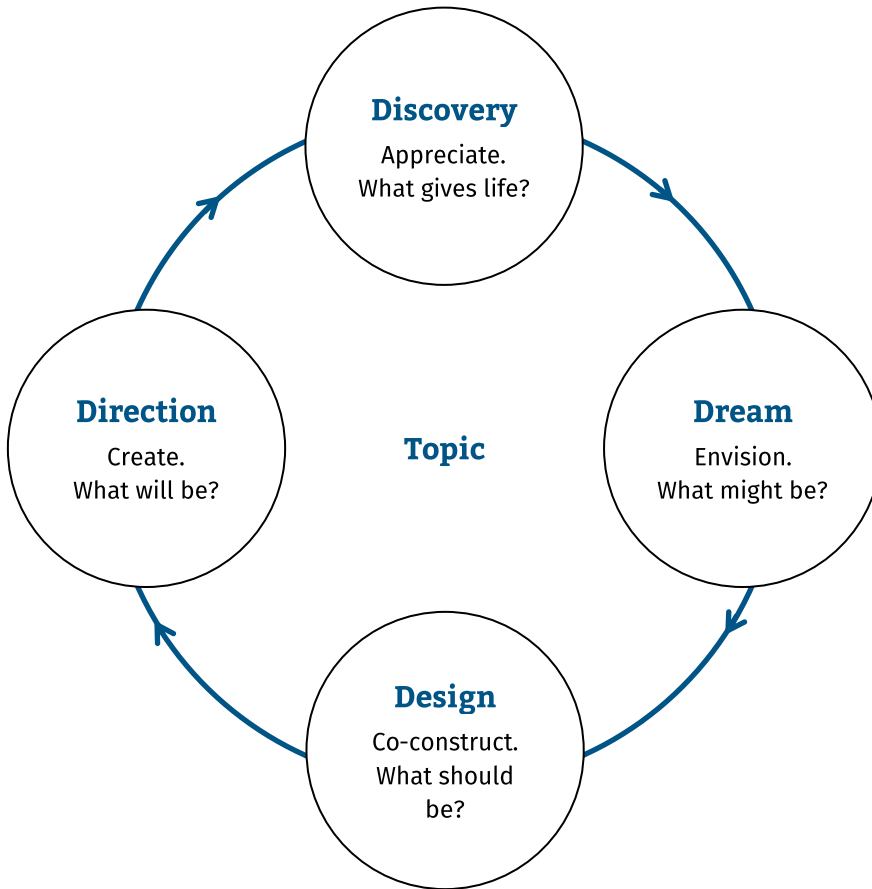 Discovery
Appreciate.
What gives life?
Direction
Create.
What will be?
Topic
Dream
Envision.
What might be?
Design
Co-construct.
What should
be?